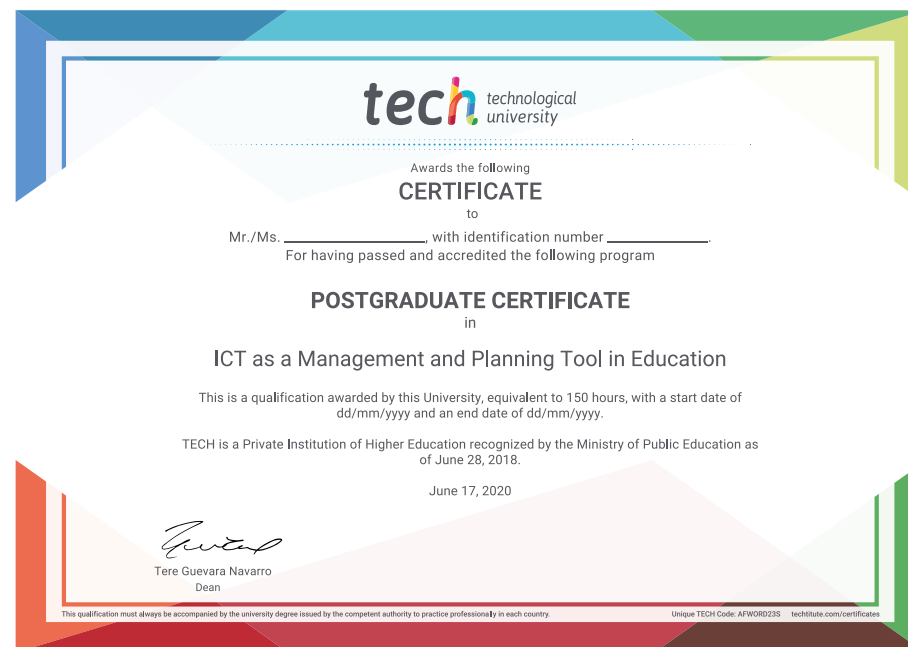 tech technological
university
Awards the following
CERTIFICATE
to
Mr./Ms. ____________________, with identification number ______________.
For having passed and accredited the following program
POSTGRADUATE CERTIFICATE
in
ICT as a Management and Planning Tool in Education
This is a qualification awarded by this University, equivalent to 150 hours, with a start date of
dd/mm/yyyy and an end date of dd/mm/yyyy.
TECH is a Private Institution of Higher Education recognized by the Ministry of Public Education as
of June 28, 2018.
June 17, 2020
Tere Guevara Navarro
Dean
This qualification must always be accompanied by the university degree issued by the competent authority to practice professionally in each country.
Unique TECH Code: AFWORD23S techtitute.com/certificates